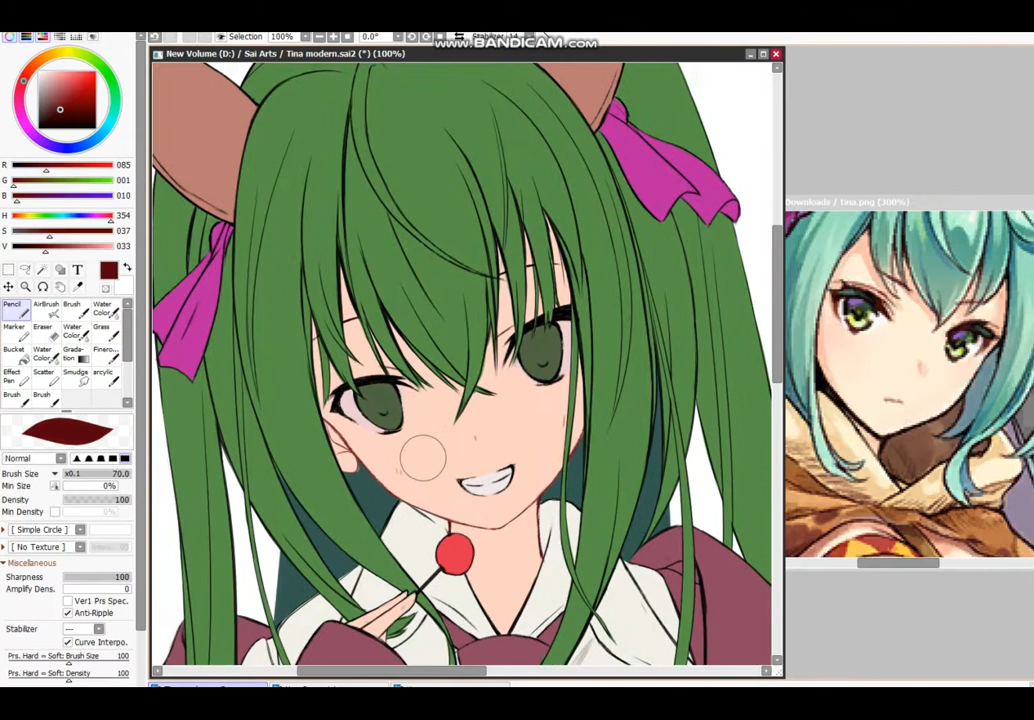 Selection 100% 0.0° Stabilizer 14
WWW.BANDICAM.COM
New Volume (D:) / Sai Arts / Tina modern.sai2 (*) (100%)
Downloads / tina.png (300%)
R 085
G 001
B 010
H 354
S 037
V 033
T
Pencil AirBrush Brush Water Color
Marker Eraser Water Color Grass
Bucket Water Color Grada-tion Finero
Effect Pen Scatter Smudge arcylic
Brush Brush
Normal
Brush Size x0.1 70.0
Min Size 0%
Density 100
Min Density
[ Simple Circle ]
[ No Texture ]
Miscellaneous
Sharpness 100
Amplify Dens. 0
Ver1 Prs Spec.
Anti-Ripple
Stabilizer ---
Curve Interpo.
Prs. Hard ↔ Soft: Brush Size 100
Prs. Hard ↔ Soft: Density 100